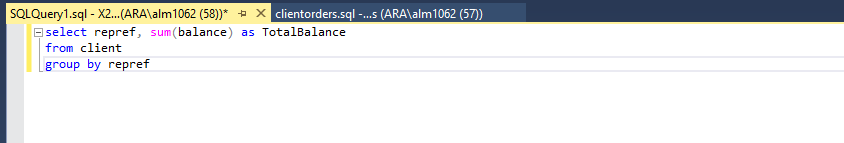 SQLQuery1.sql - X2...(ARA\alm1062 (58))* clientorders.sql -...s (ARA\alm1062 (57))
select repref, sum(balance) as TotalBalance
from client
group by repref